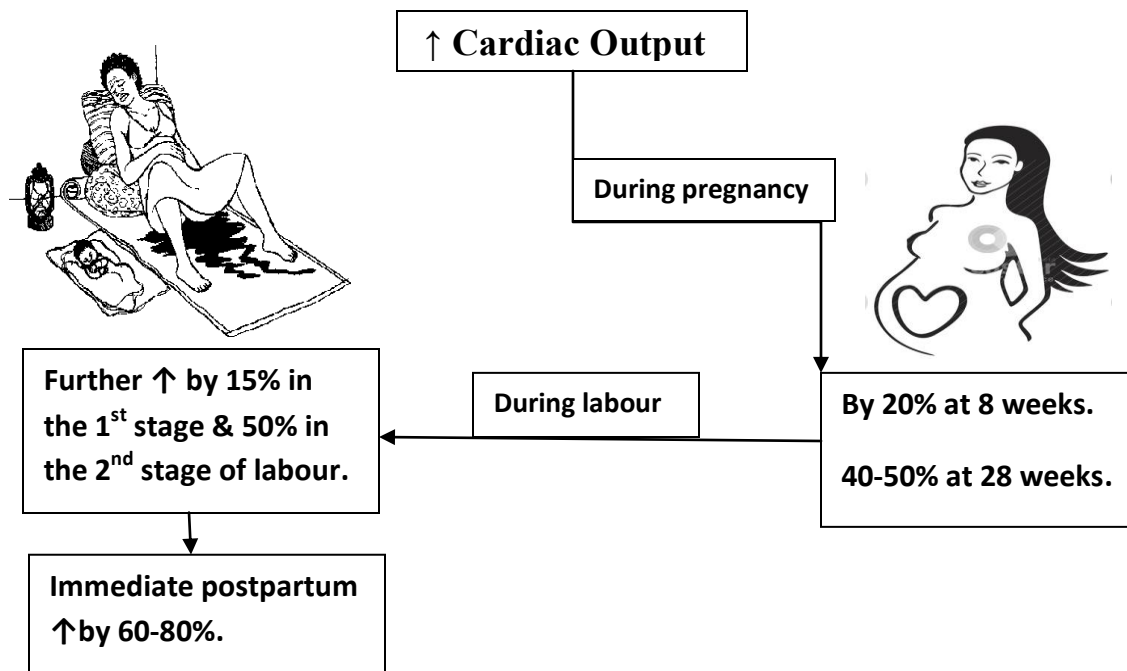 ↑ Cardiac Output
During pregnancy
By 20% at 8 weeks.
40-50% at 28 weeks.
During labour
Further ↑ by 15% in
the 1st stage & 50% in
the 2nd stage of labour.
Immediate postpartum
↑by 60-80%.